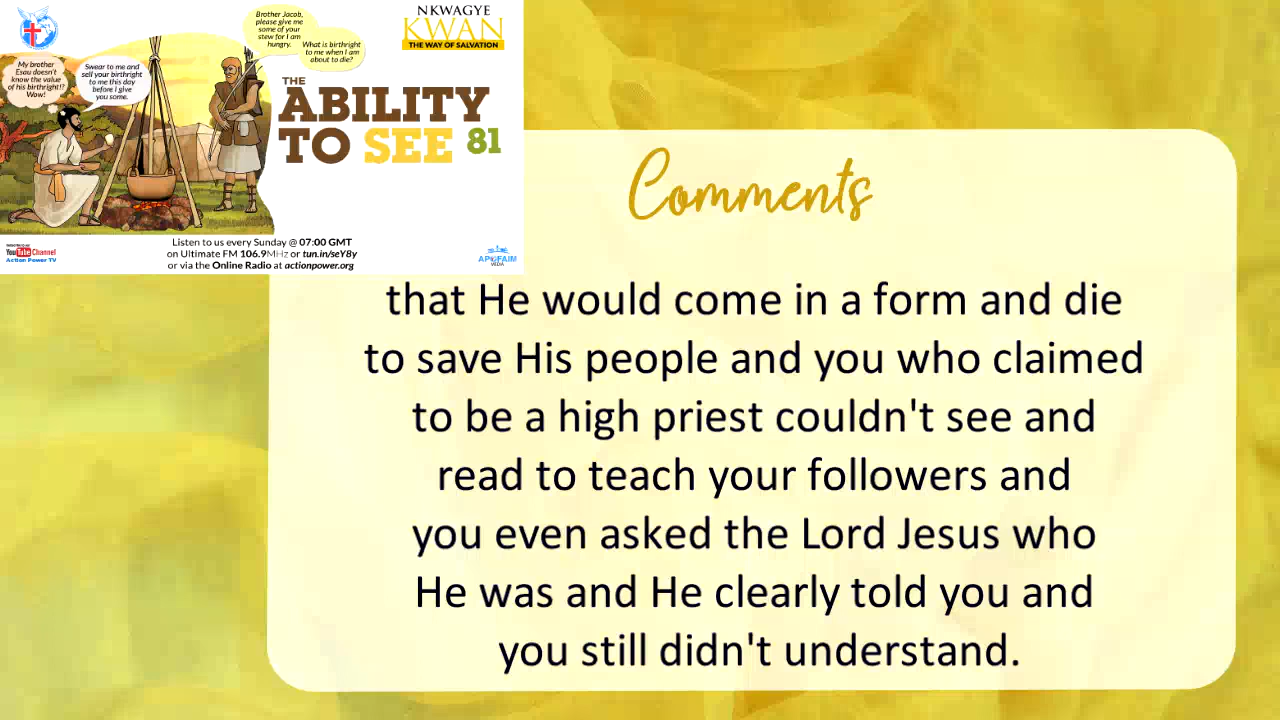 Brother Jacob,
please give me
some of your
stew for I am
hungry.
What is birthright
to me when I am
about to die?
NKWAGYE
KWAN
THE WAY OF SALVATION
My brother
Esau doesn't
know the value
of his birthright!?
Wow!
Swear to me and
sell your birthright
to me this day
before I give
you some.
THE
ABILITY
TO SEE 81
Listen to us every Sunday @ 07:00 GMT
on Ultimate FM 106.9MHz or tun.in/seY8y
or via the Online Radio at actionpower.org
YouTube Channel
Action Power TV
APOFAIM
MEDIA
Comments
that He would come in a form and die
to save His people and you who claimed
to be a high priest couldn't see and
read to teach your followers and
you even asked the Lord Jesus who
He was and He clearly told you and
you still didn't understand.